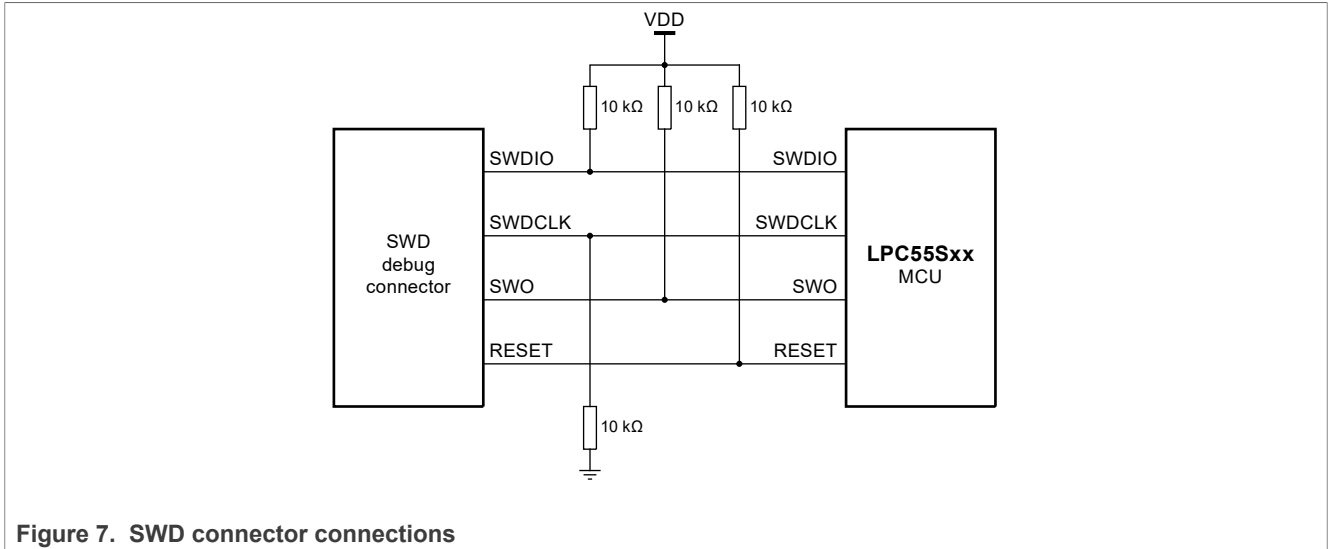 VDD
10 kΩ 10 kΩ 10 kΩ
SWDIO SWDIO
SWDCLK SWDCLK
SWD
debug
connector
LPC55Sxx
MCU
SWO SWO
RESET RESET
10 kΩ
Figure 7. SWD connector connections